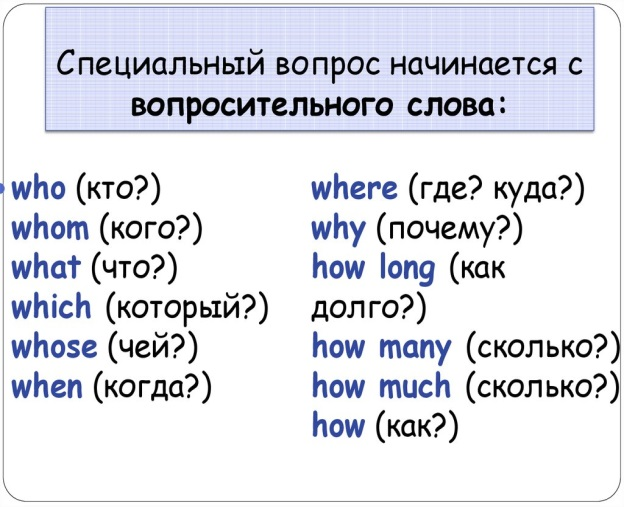 Специальный вопрос начинается с
вопросительного слова:
who (кто?)
whom (кого?)
what (что?)
which (который?)
whose (чей?)
when (когда?)
where (где? куда?)
why (почему?)
how long (как
долго?)
how many (сколько?)
how much (сколько?)
how (как?)